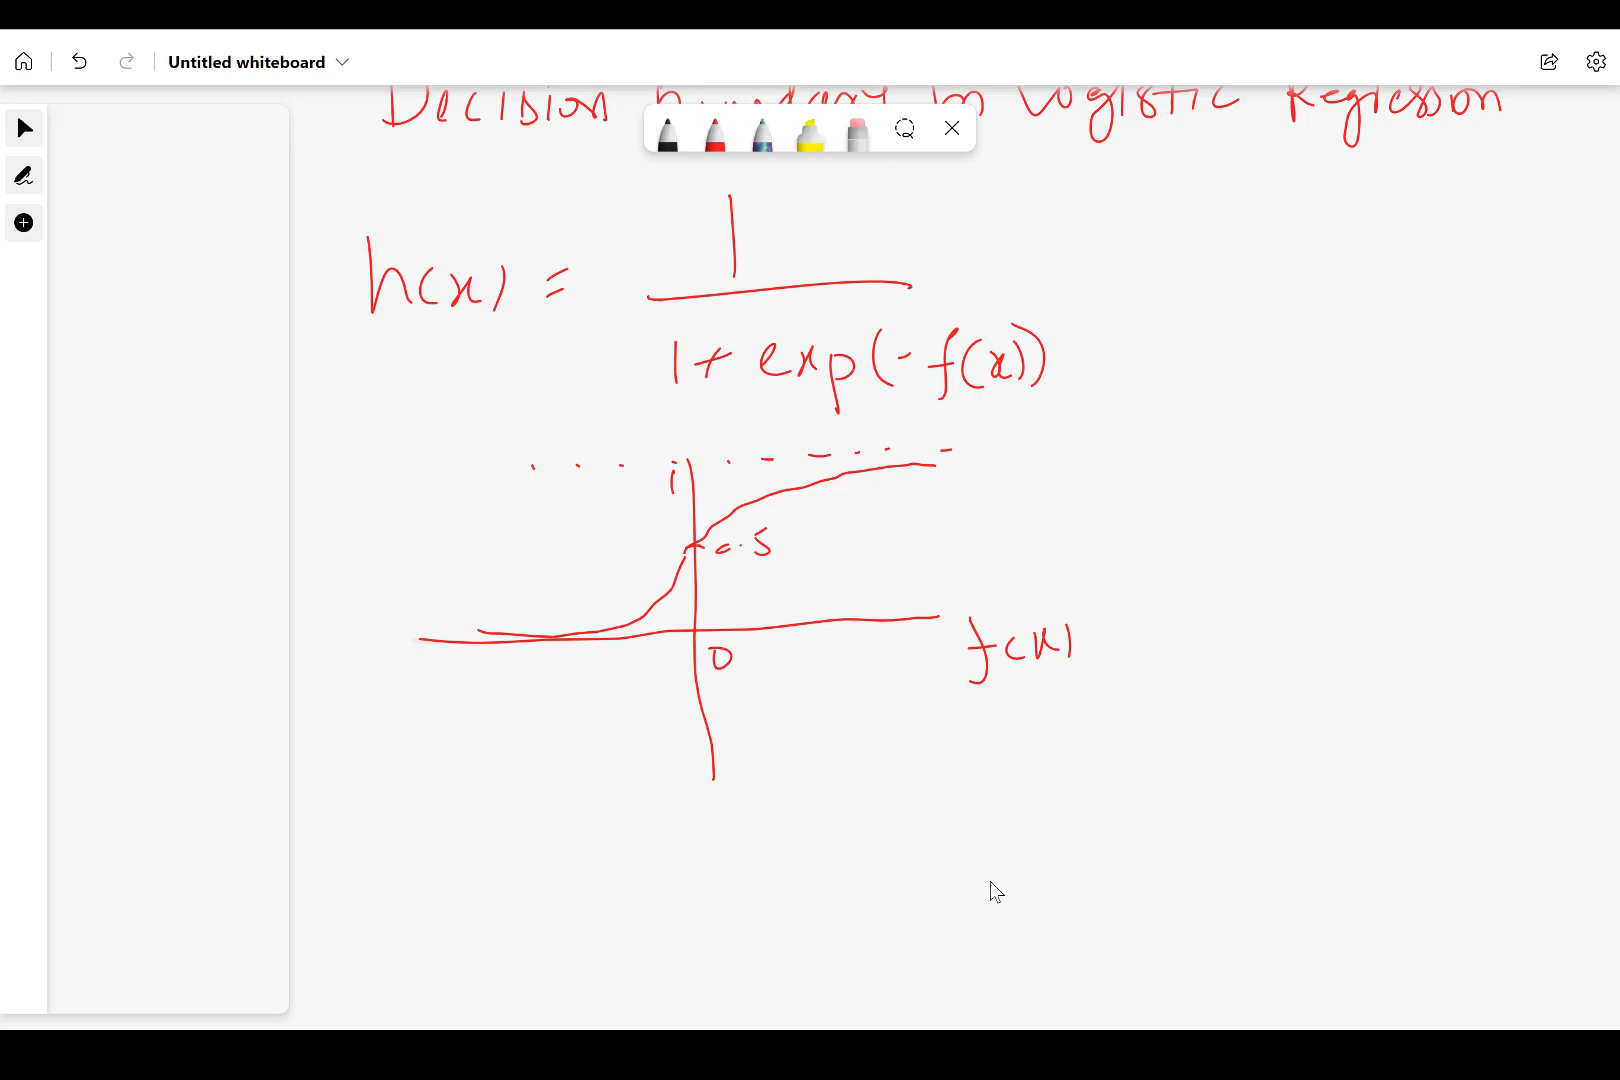 Untitled whiteboard
Decision boundary in Logistic Regression
h(x) = 1
1 + exp(-f(x))
1
0.5
f(x)
0